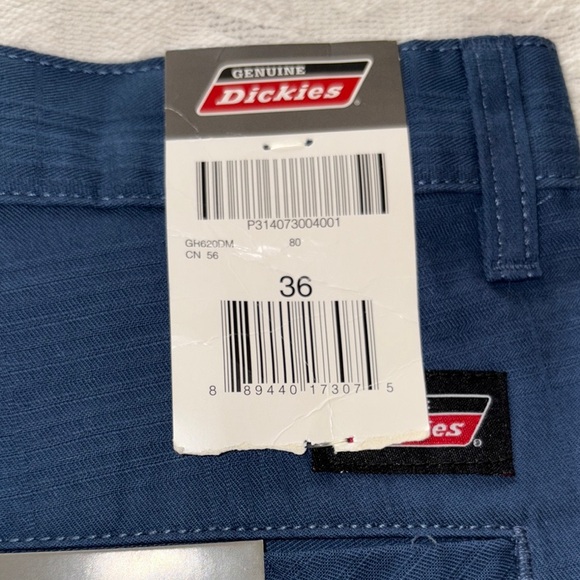 GENUINE
Dickies
P314073004001
GH620DM 80
CN 56
36
8 89440 17307 5